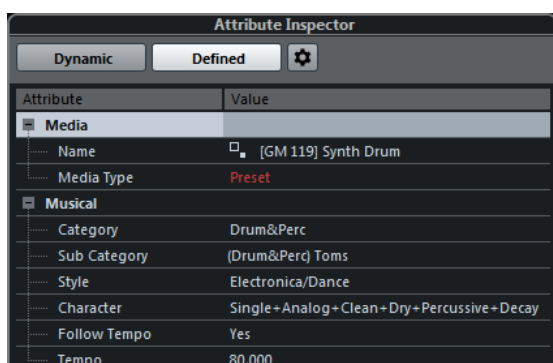 Attribute Inspector
Dynamic Defined
Attribute Value
Media
Name [GM 119] Synth Drum
Media Type Preset
Musical
Category Drum&Perc
Sub Category (Drum&Perc) Toms
Style Electronica/Dance
Character Single+Analog+Clean+Dry+Percussive+Decay
Follow Tempo Yes
Tempo 80.000